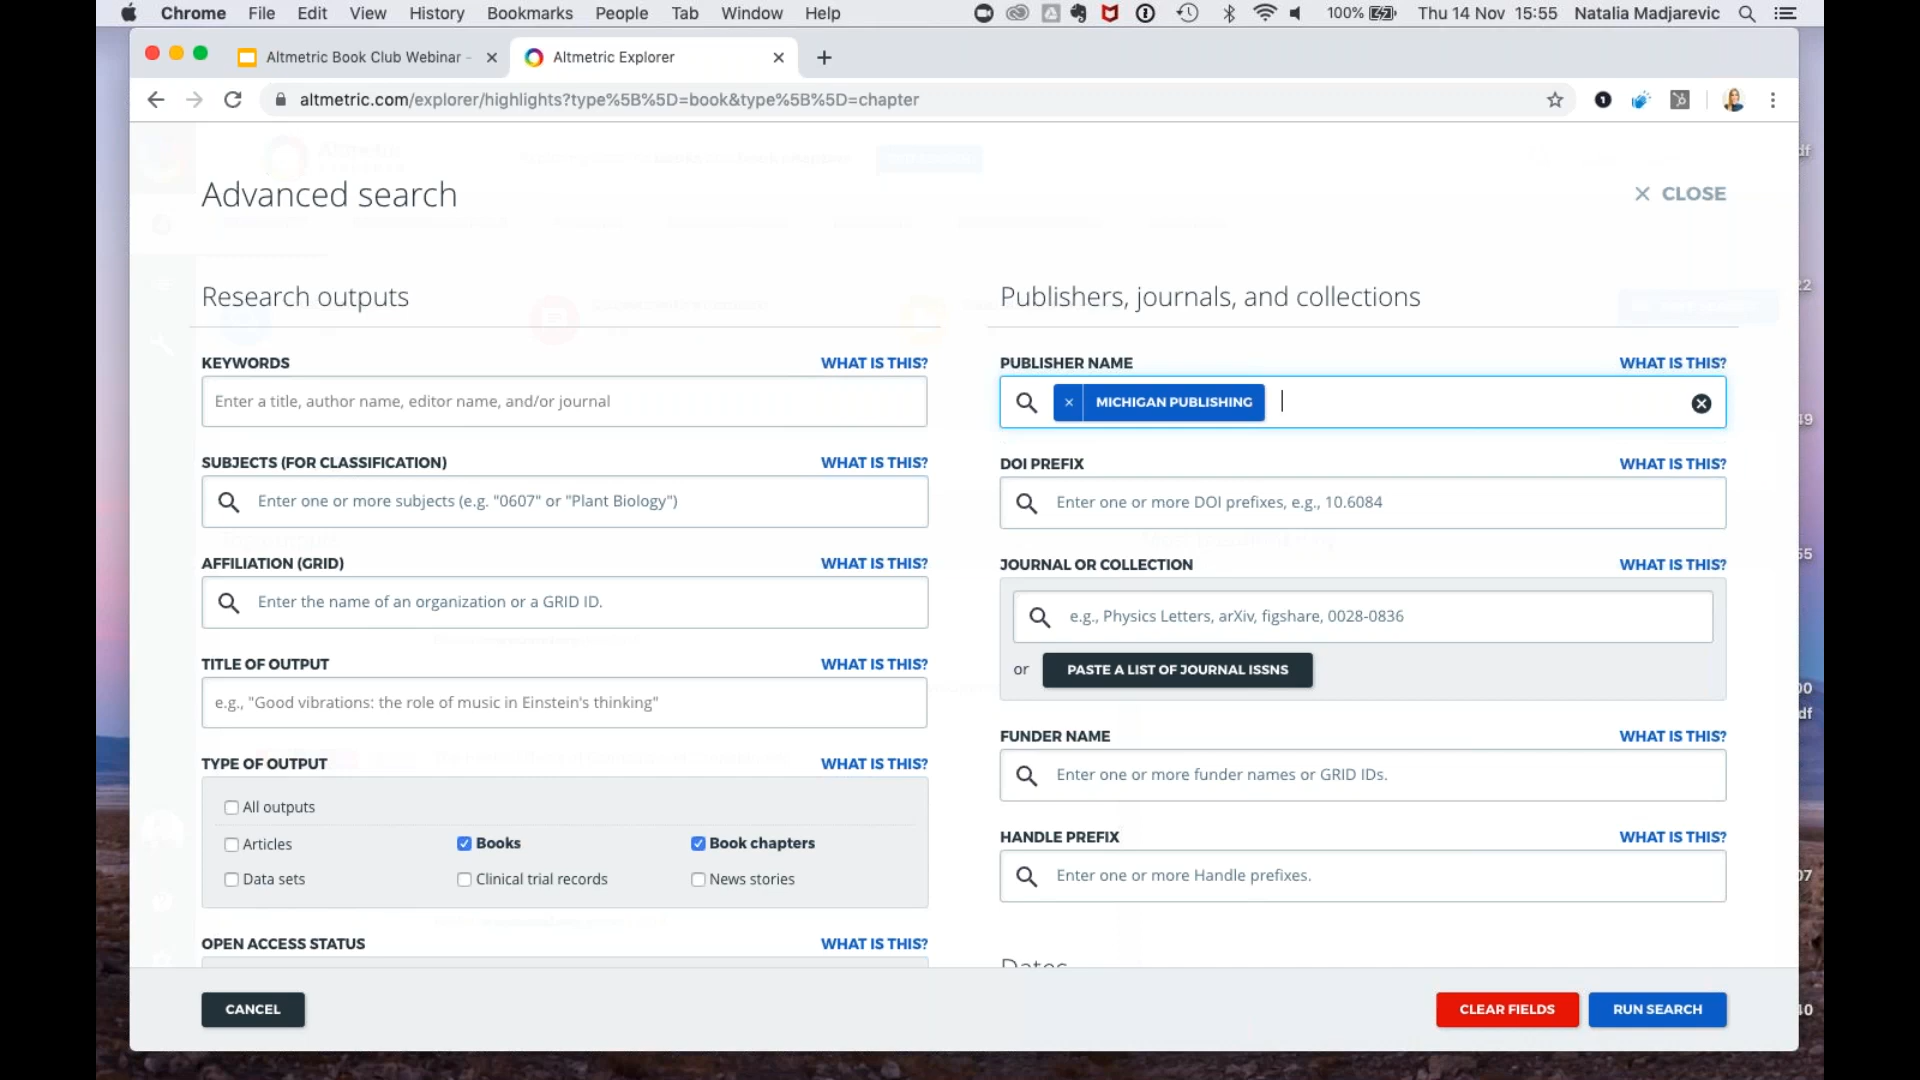 Chrome File Edit View History Bookmarks People Tab Window Help 100% Thu 14 Nov 15:55 Natalia Madjarevic
Altmetric Book Club Webinar - Altmetric Explorer
altmetric.com/explorer/highlights?type%5B%5D=book&type%5B%5D=chapter
Advanced search
CLOSE
Research outputs
Publishers, journals, and collections
KEYWORDS WHAT IS THIS?
Enter a title, author name, editor name, and/or journal
PUBLISHER NAME WHAT IS THIS?
MICHIGAN PUBLISHING
SUBJECTS (FOR CLASSIFICATION) WHAT IS THIS?
Enter one or more subjects (e.g. "0607" or "Plant Biology")
DOI PREFIX WHAT IS THIS?
Enter one or more DOI prefixes, e.g., 10.6084
AFFILIATION (GRID) WHAT IS THIS?
Enter the name of an organization or a GRID ID.
JOURNAL OR COLLECTION WHAT IS THIS?
e.g., Physics Letters, arXiv, figshare, 0028-0836
or PASTE A LIST OF JOURNAL ISSNS
TITLE OF OUTPUT WHAT IS THIS?
e.g., "Good vibrations: the role of music in Einstein's thinking"
FUNDER NAME WHAT IS THIS?
Enter one or more funder names or GRID IDs.
TYPE OF OUTPUT WHAT IS THIS?
All outputs
Articles Books Book chapters
Data sets Clinical trial records News stories
HANDLE PREFIX WHAT IS THIS?
Enter one or more Handle prefixes.
OPEN ACCESS STATUS WHAT IS THIS?
Dates
CANCEL
CLEAR FIELDS
RUN SEARCH